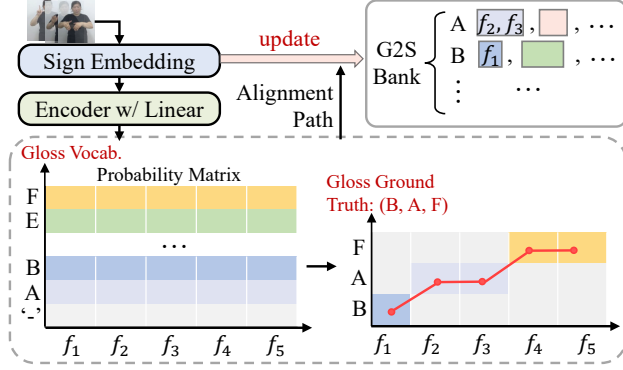 Sign Embedding
update
Encoder w/ Linear
Alignment
Path
G2S
Bank
A f₂, f₃ , , ...
B f₁ , , ...
⋮ ⋮ ...
Gloss Vocab.
Probability Matrix
F
E
...
B
A
‘-’
f₁ f₂ f₃ f₄ f₅
Gloss Ground
Truth: (B, A, F)
F
A
B
f₁ f₂ f₃ f₄ f₅